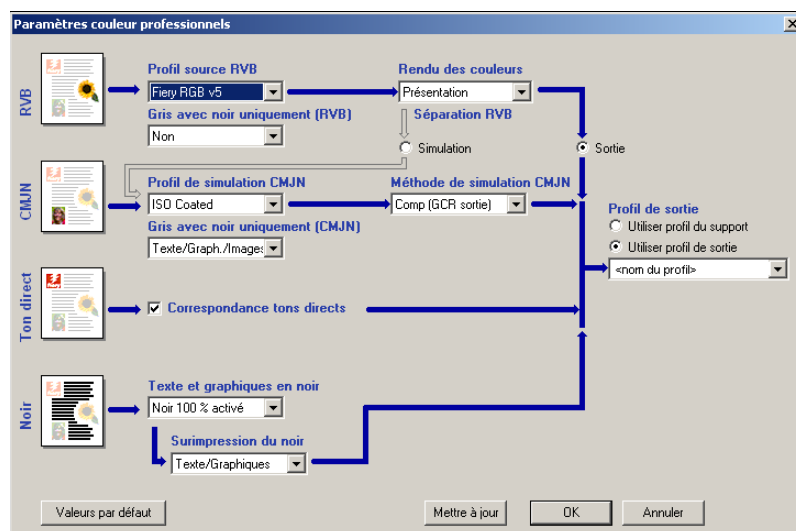 Paramètres couleur professionnels
RVB
Profil source RVB
Fiery RGB v5
Rendu des couleurs
Présentation
Gris avec noir uniquement (RVB)
Non
Séparation RVB
Simulation
Sortie
CMJN
Profil de simulation CMJN
ISO Coated
Méthode de simulation CMJN
Comp (GCR sortie)
Gris avec noir uniquement (CMJN)
Texte/Graph./Images
Profil de sortie
Utiliser profil du support
Utiliser profil de sortie
<nom du profil>
Ton direct
Correspondance tons directs
Noir
Texte et graphiques en noir
Noir 100 % activé
Surimpression du noir
Texte/Graphiques
Valeurs par défaut
Mettre à jour
OK
Annuler